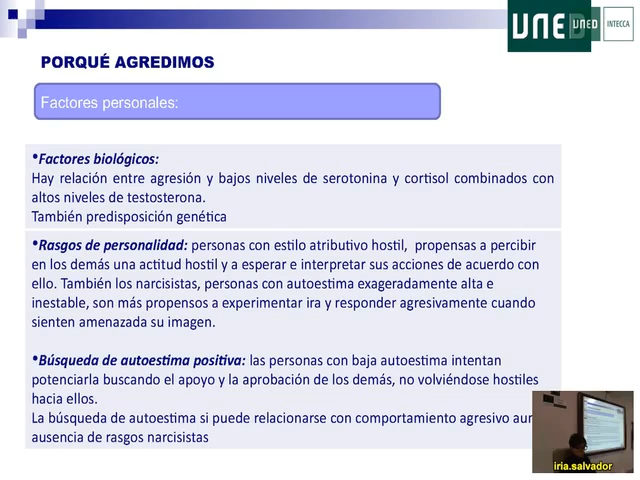 UNED
UNED
INTECCA
PORQUÉ AGREDIMOS
Factores personales:
•Factores biológicos:
Hay relación entre agresión y bajos niveles de serotonina y cortisol combinados con
altos niveles de testosterona.
También predisposición genética
•Rasgos de personalidad: personas con estilo atributivo hostil, propensas a percibir
en los demás una actitud hostil y a esperar e interpretar sus acciones de acuerdo con
ello. También los narcisistas, personas con autoestima exageradamente alta e
inestable, son más propensos a experimentar ira y responder agresivamente cuando
sienten amenazada su imagen.
•Búsqueda de autoestima positiva: las personas con baja autoestima intentan
potenciarla buscando el apoyo y la aprobación de los demás, no volviéndose hostiles
hacia ellos.
La búsqueda de autoestima si puede relacionarse con comportamiento agresivo
ausencia de rasgos narcisistas
iria.salvador